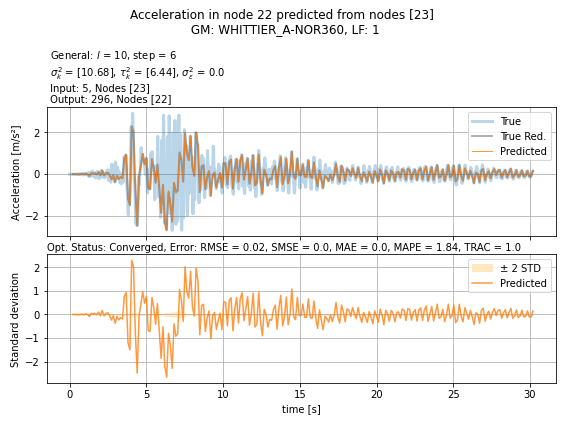 Acceleration in node 22 predicted from nodes [23]
GM: WHITTIER_A-NOR360, LF: 1
General: l = 10, step = 6
σ²ₖ = [10.68], τ²ₖ = [6.44], σ²ε = 0.0
Input: 5, Nodes [23]
Output: 296, Nodes [22]
Acceleration [m/s²]
2
0
−2
True
True Red.
Predicted
Opt. Status: Converged, Error: RMSE = 0.02, SMSE = 0.0, MAE = 0.0, MAPE = 1.84, TRAC = 1.0
Standard deviation
2
1
0
−1
−2
± 2 STD
Predicted
0 5 10 15 20 25 30
time [s]